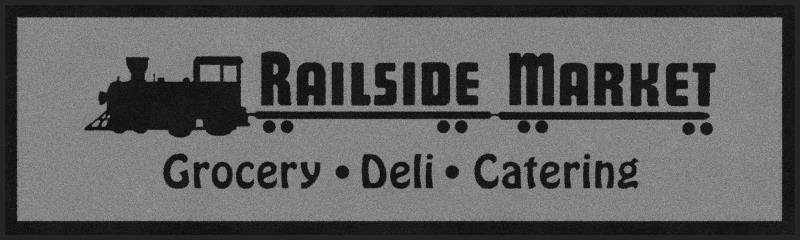 Railside Market
Grocery • Deli • Catering